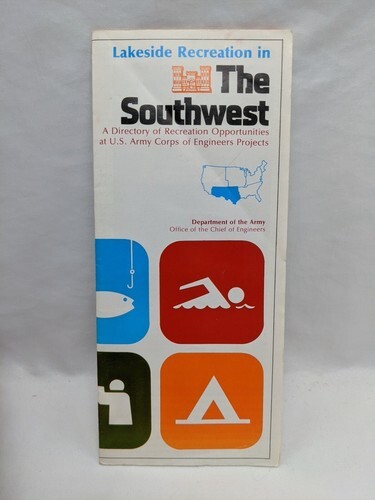 Lakeside Recreation in
The
Southwest
A Directory of Recreation Opportunities
at U.S. Army Corps of Engineers Projects
Department of the Army
Office of the Chief of Engineers